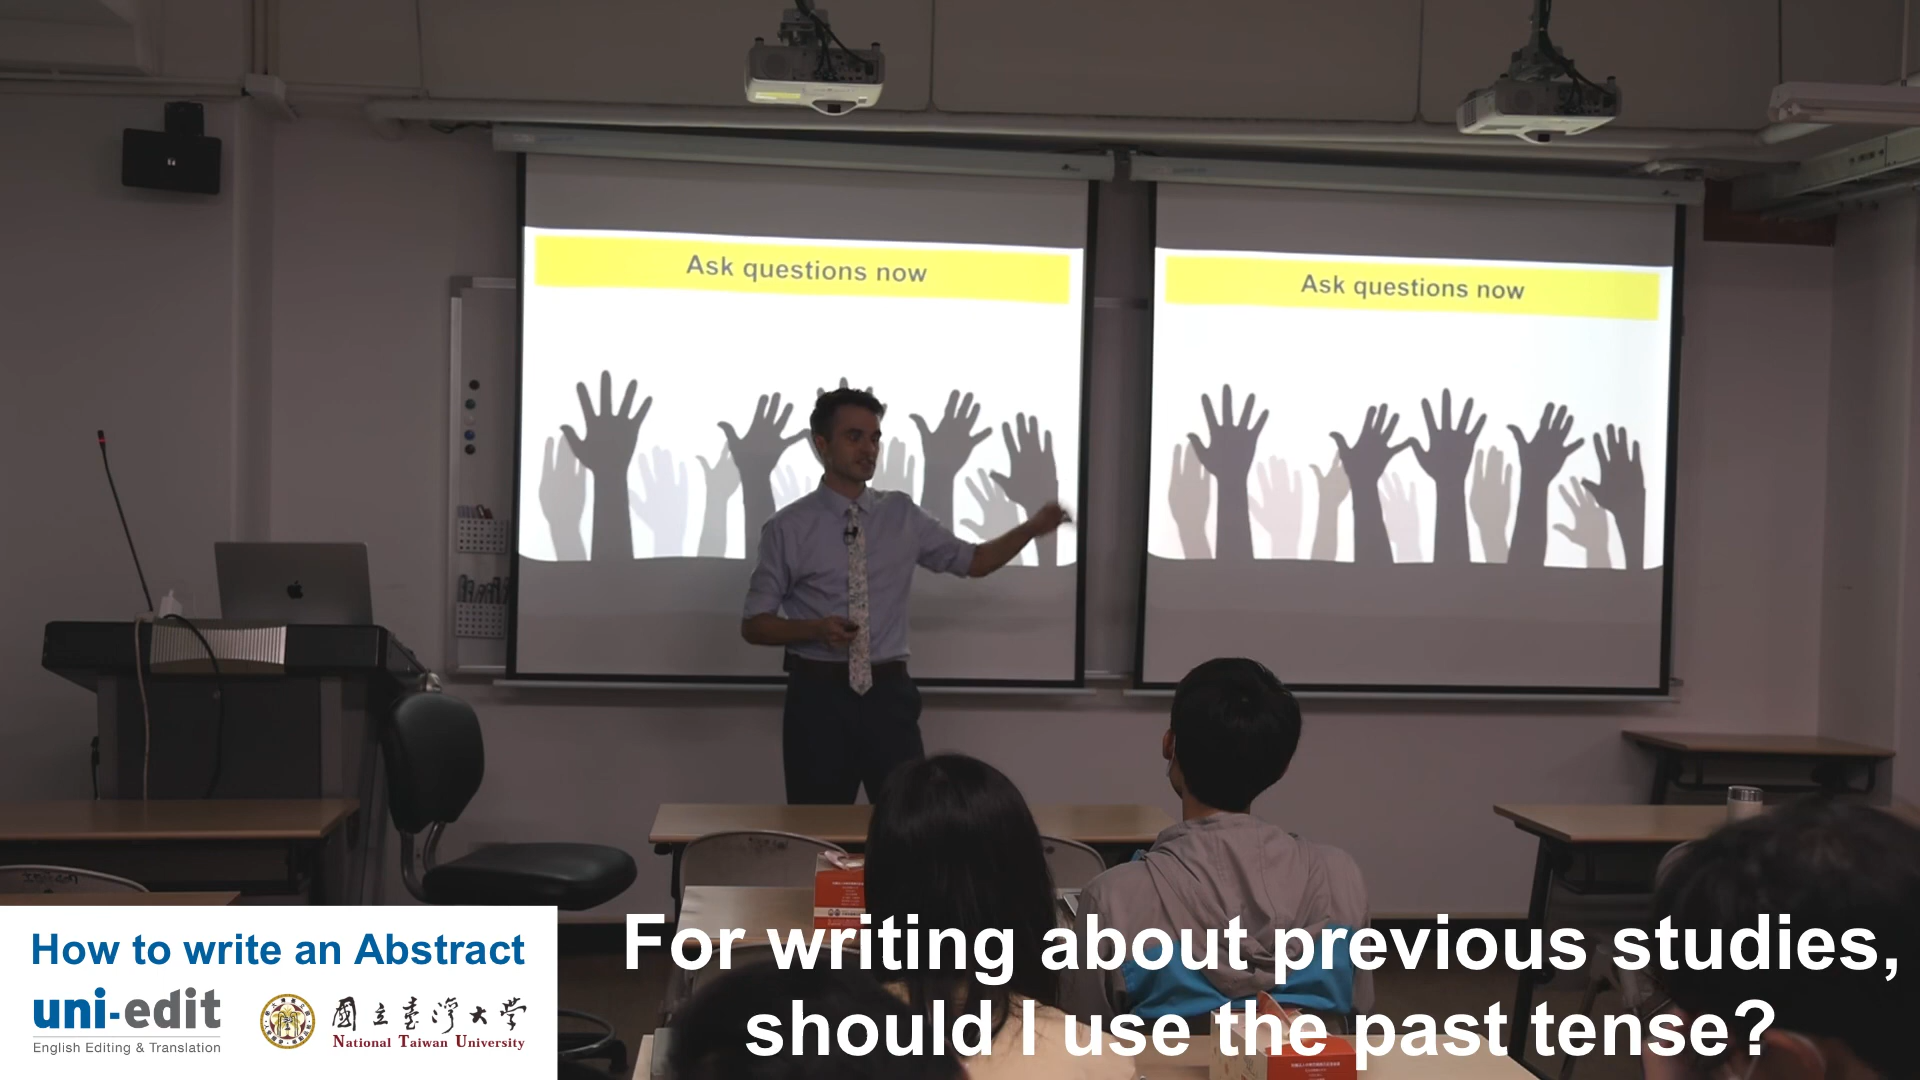 Ask questions now
Ask questions now
How to write an Abstract
uni-edit
English Editing & Translation
國立臺灣大學
National Taiwan University
For writing about previous studies,
should I use the past tense?